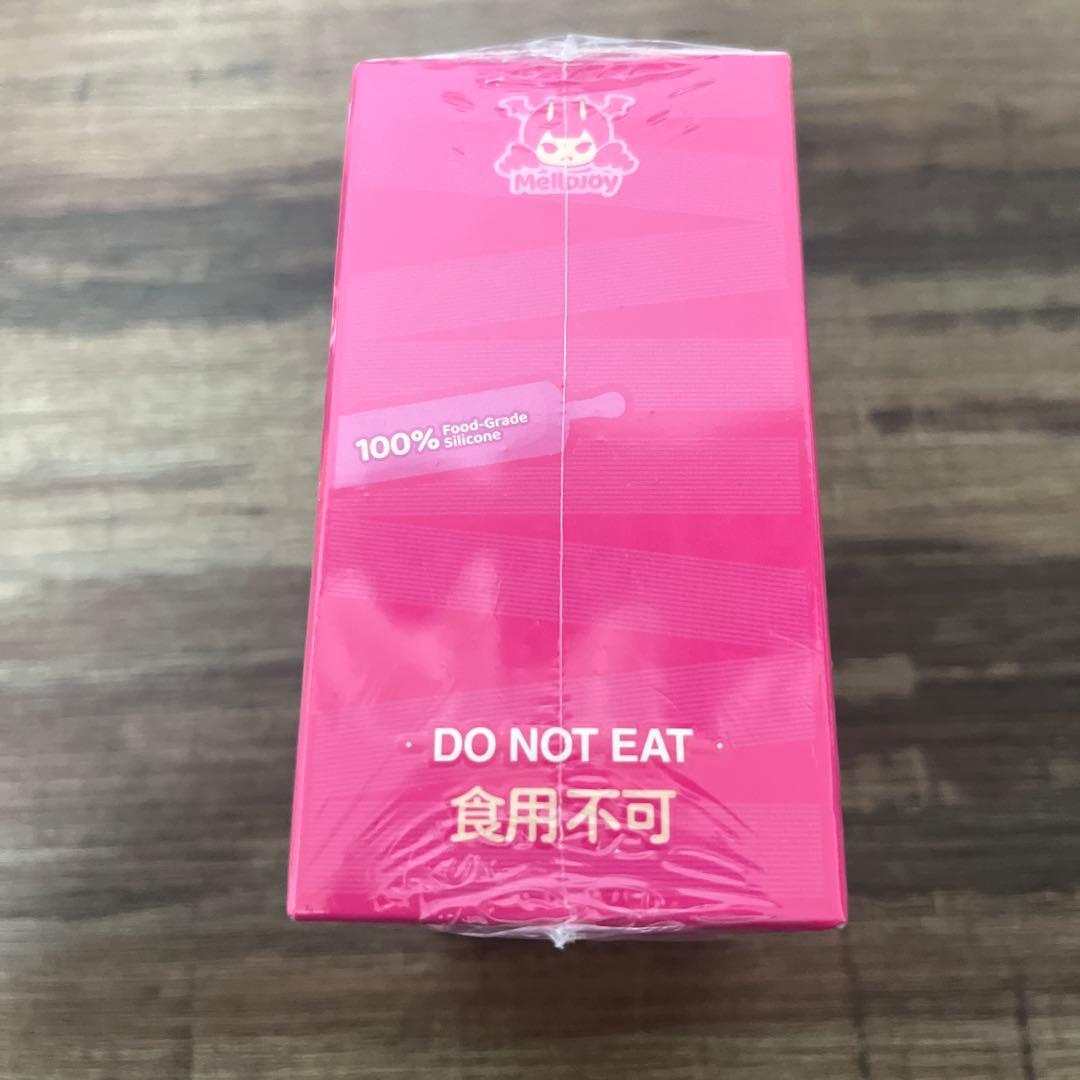 MelloJoy
100% Food-Grade
Silicone
DO NOT EAT
食用不可